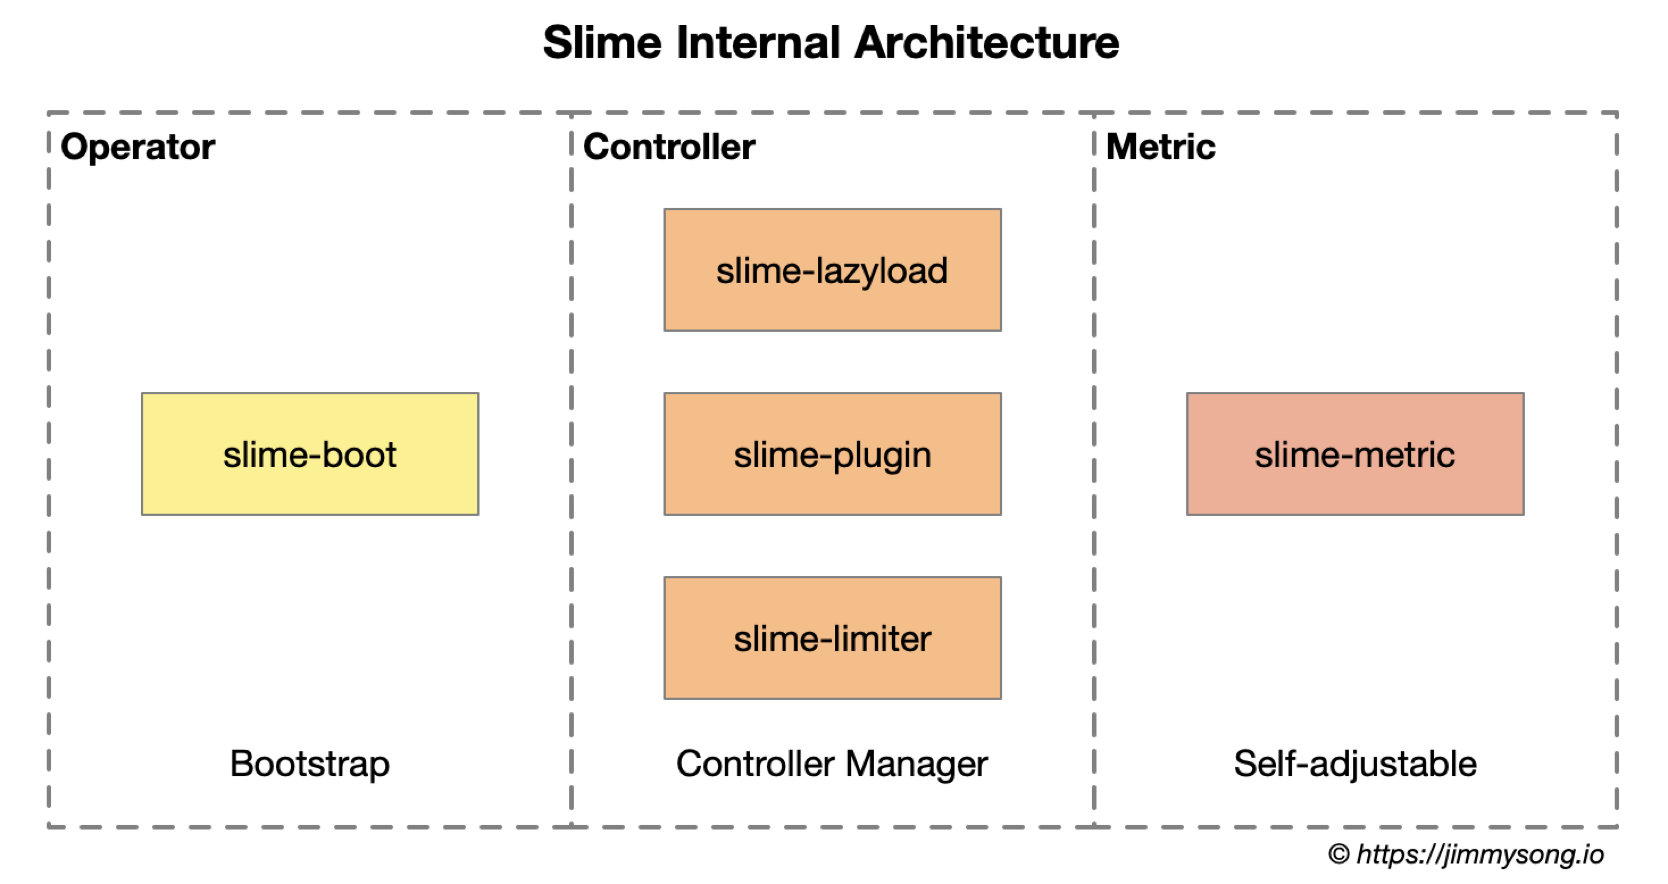 Slime Internal Architecture
Operator
Controller
Metric
slime-lazyload
slime-boot
slime-plugin
slime-metric
slime-limiter
Bootstrap
Controller Manager
Self-adjustable
© https://jimmysong.io